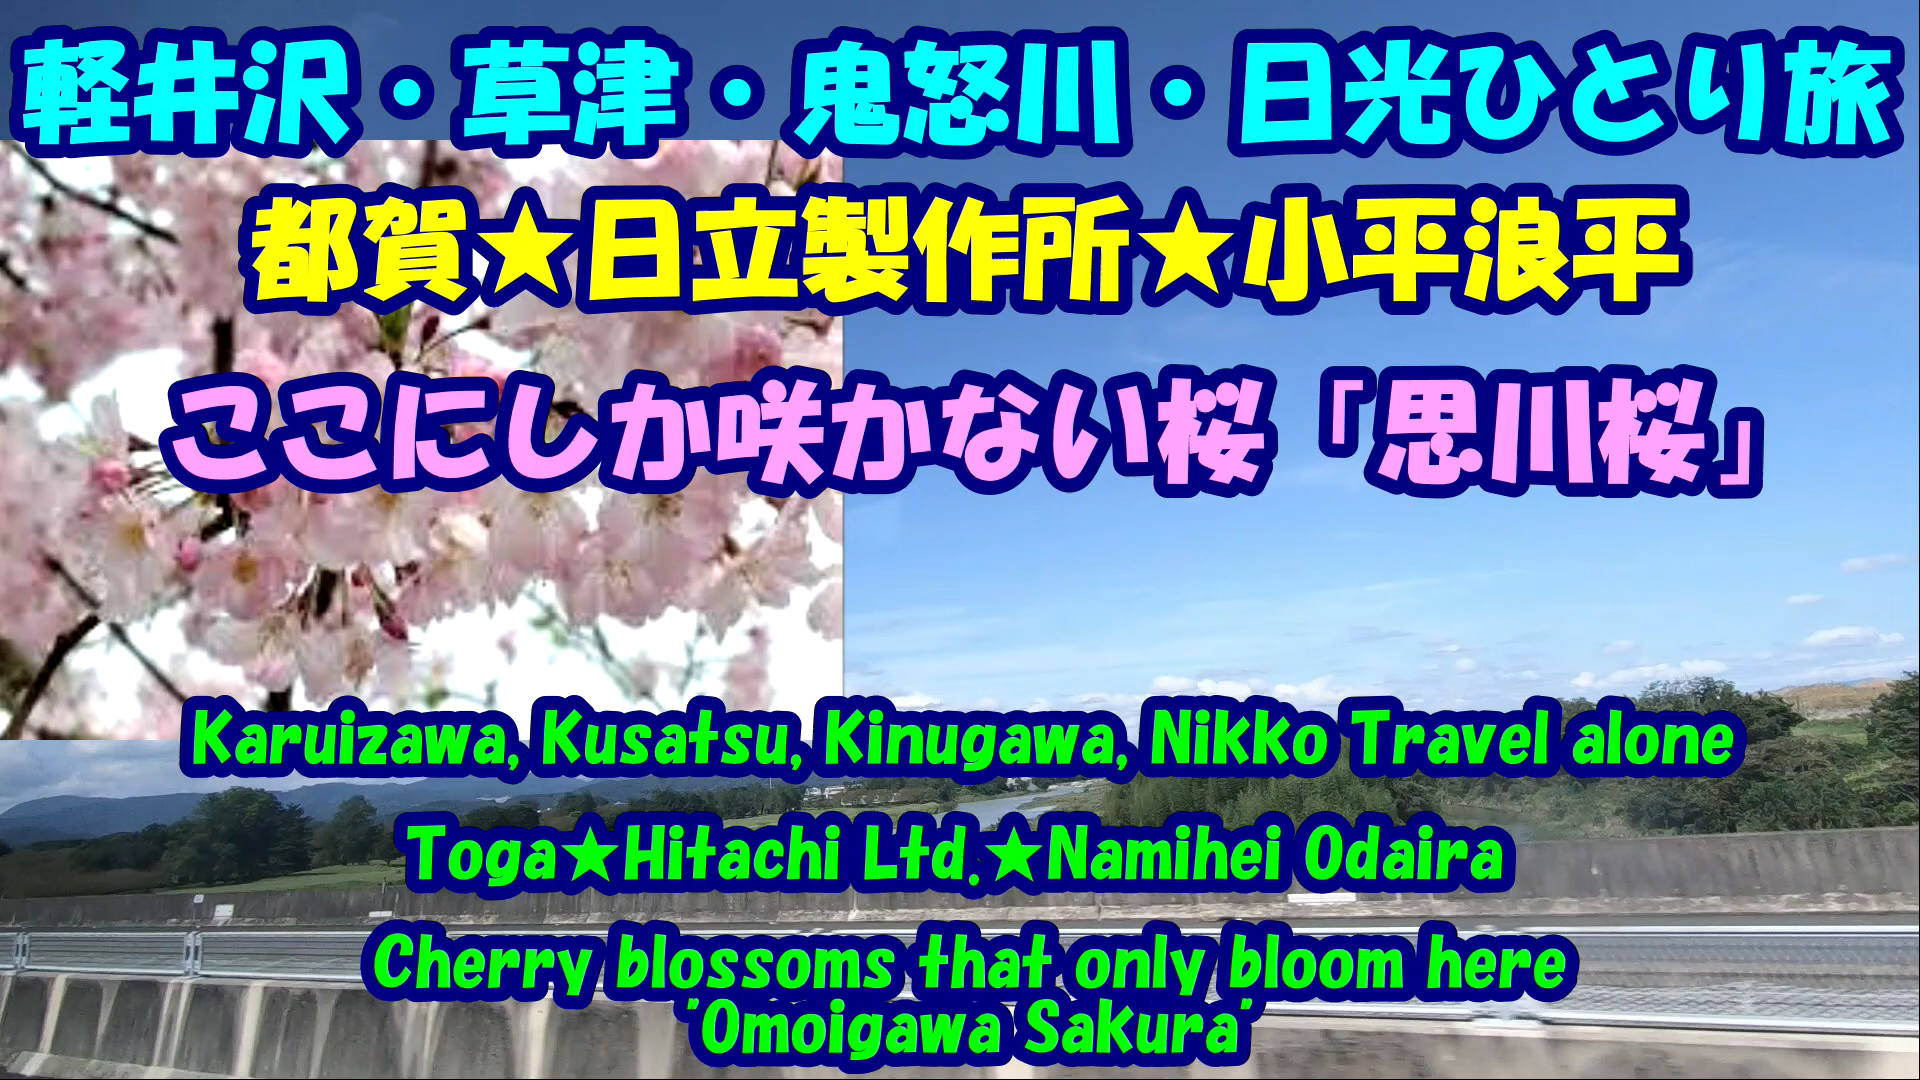 軽井沢・草津・鬼怒川・日光ひとり旅
都賀★日立製作所★小平浪平
ここにしか咲かない桜「思川桜」
Karuizawa, Kusatsu, Kinugawa, Nikko Travel alone
Toga★Hitachi Ltd.★Namihei Odaira
Cherry blossoms that only bloom here
"Omoigawa Sakura"